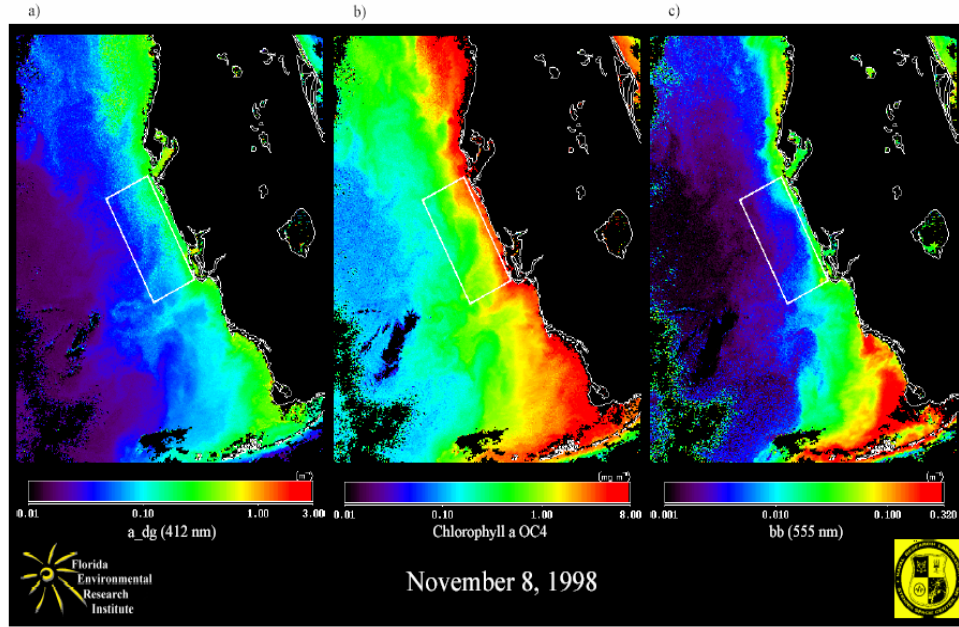 a)
b)
c)
(m⁻¹)
0.01 0.10 1.00 3.00
a_dg (412 nm)
(mg m⁻³)
0.01 0.10 1.00 8.00
Chlorophyll a OC4
(m⁻¹)
0.001 0.010 0.100 0.320
bb (555 nm)
Florida
Environmental
Research
Institute
November 8, 1998